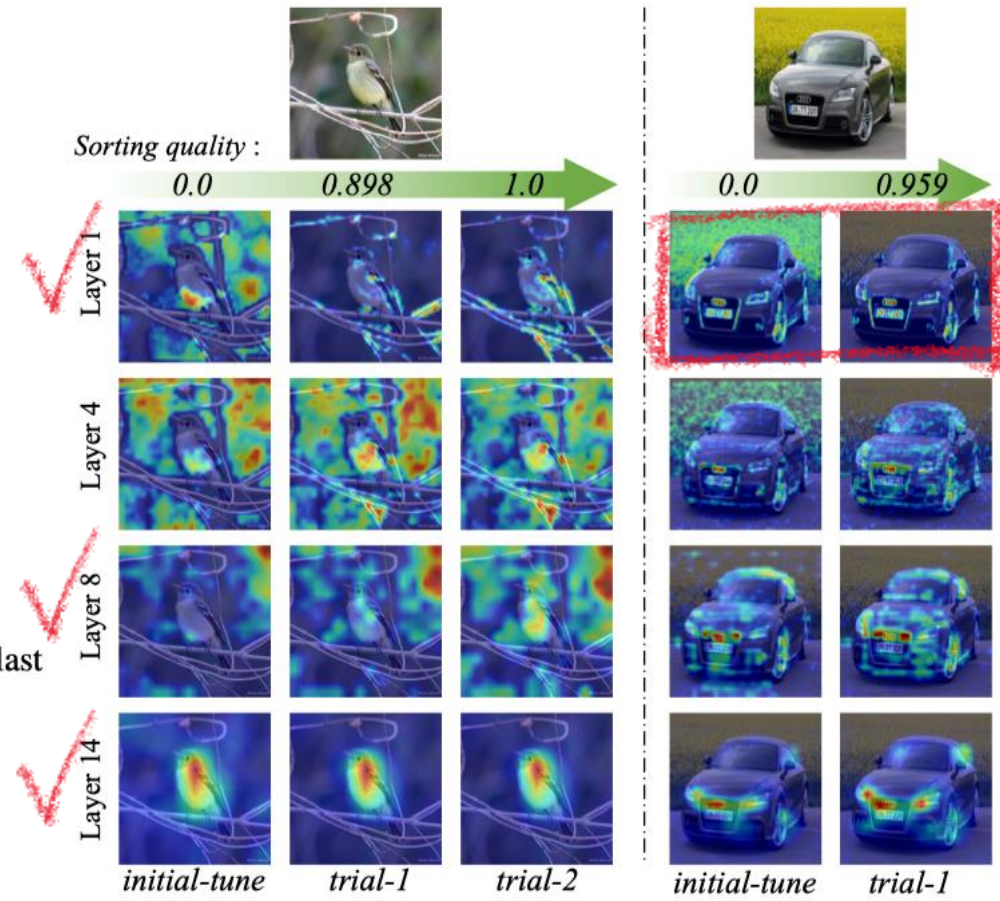 Sorting quality :
0.0 0.898 1.0 0.0 0.959
Layer 1
Layer 4
Layer 8
last
Layer 14
initial-tune trial-1 trial-2 initial-tune trial-1